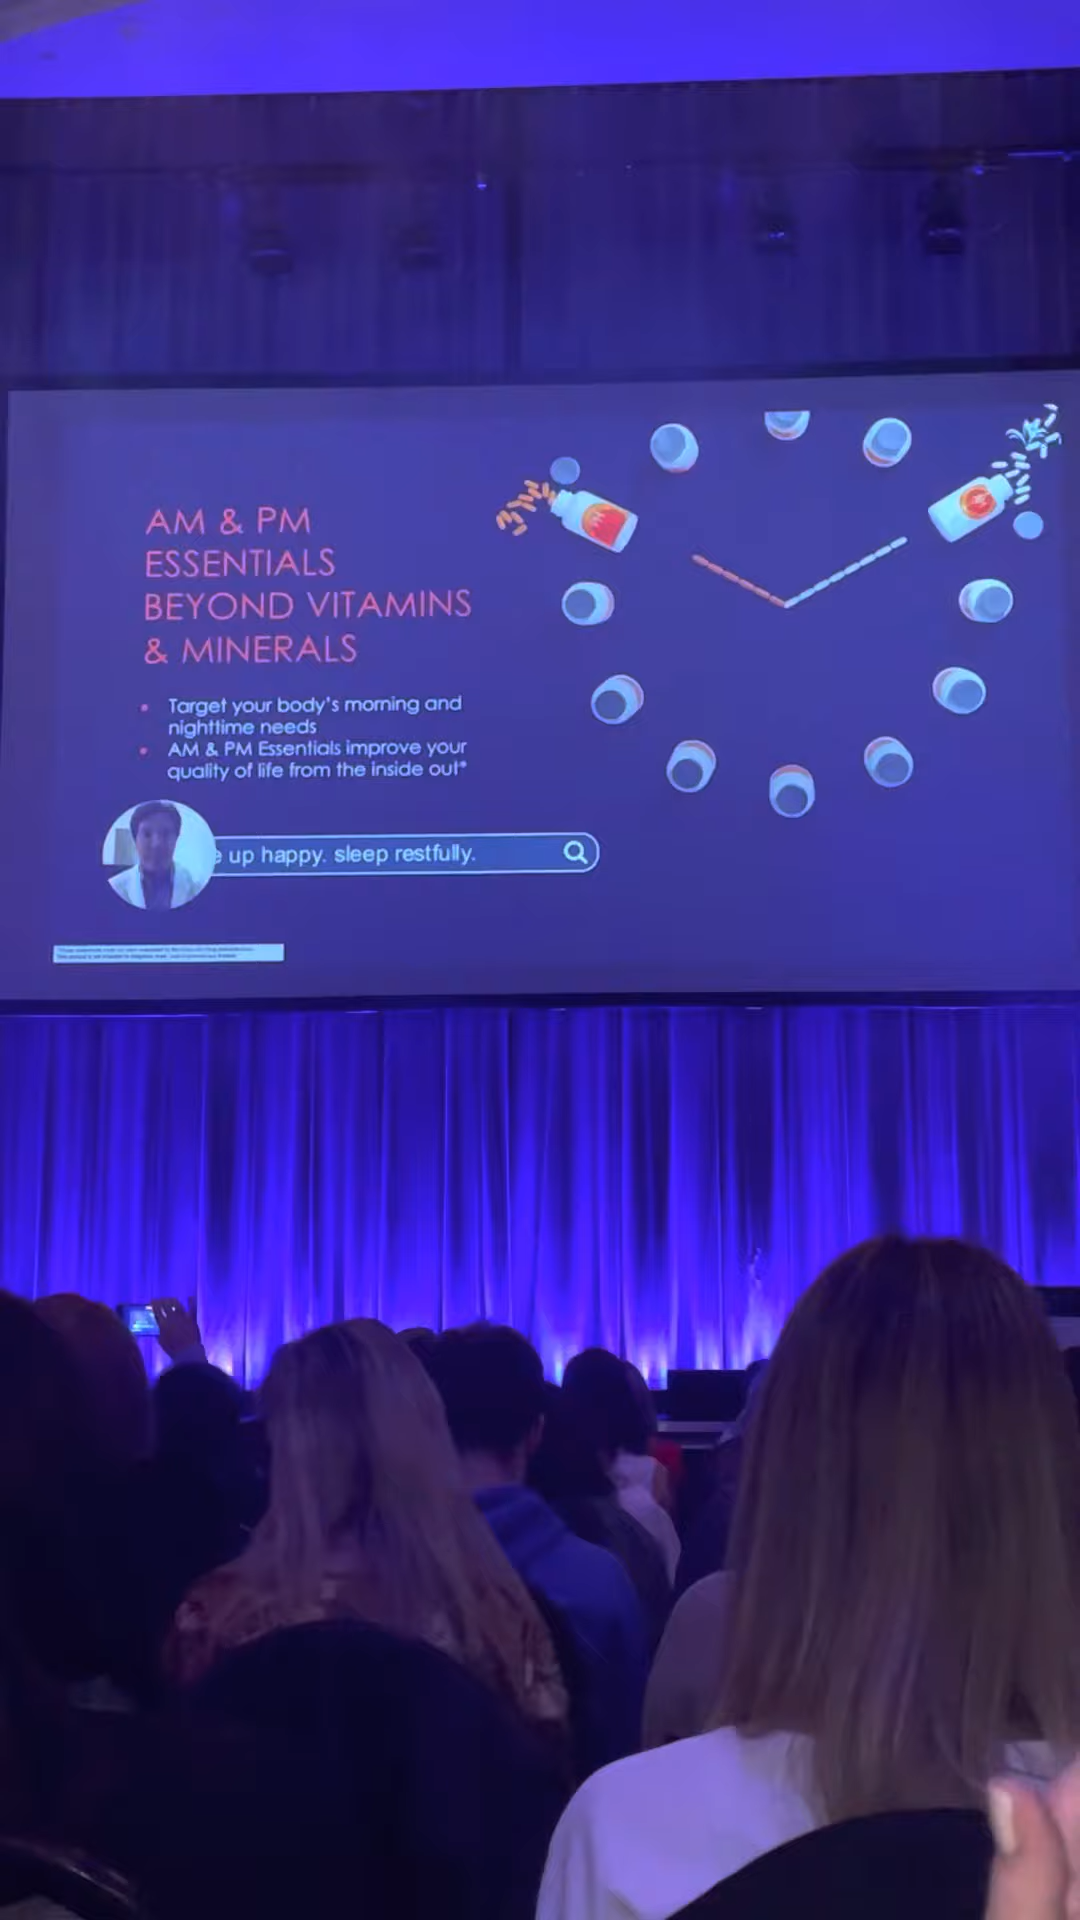 AM & PM
ESSENTIALS
BEYOND VITAMINS
& MINERALS
• Target your body's morning and
nighttime needs
• AM & PM Essentials improve your
quality of life from the inside out*
e up happy. sleep restfully.